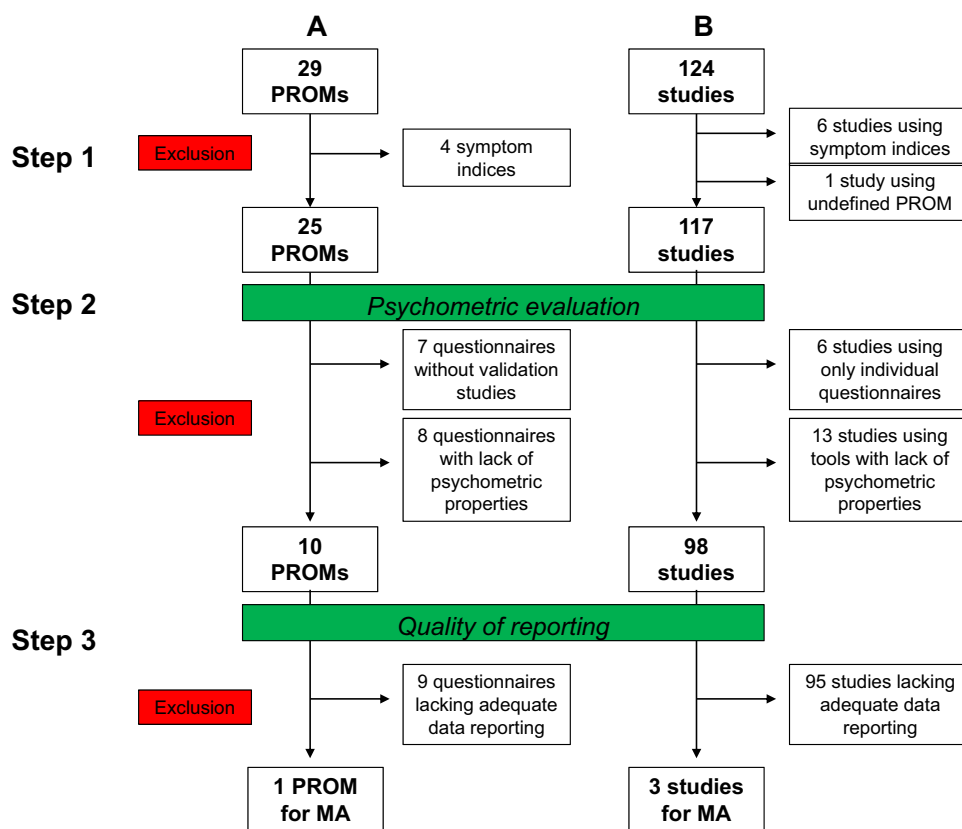 A
B
29
PROMs
124
studies
Step 1
Exclusion
4 symptom
indices
6 studies using
symptom indices
1 study using
undefined PROM
25
PROMs
117
studies
Step 2
Psychometric evaluation
Exclusion
7 questionnaires
without validation
studies
6 studies using
only individual
questionnaires
8 questionnaires
with lack of
psychometric
properties
13 studies using
tools with lack of
psychometric
properties
10
PROMs
98
studies
Step 3
Quality of reporting
Exclusion
9 questionnaires
lacking adequate
data reporting
95 studies lacking
adequate data
reporting
1 PROM
for MA
3 studies
for MA